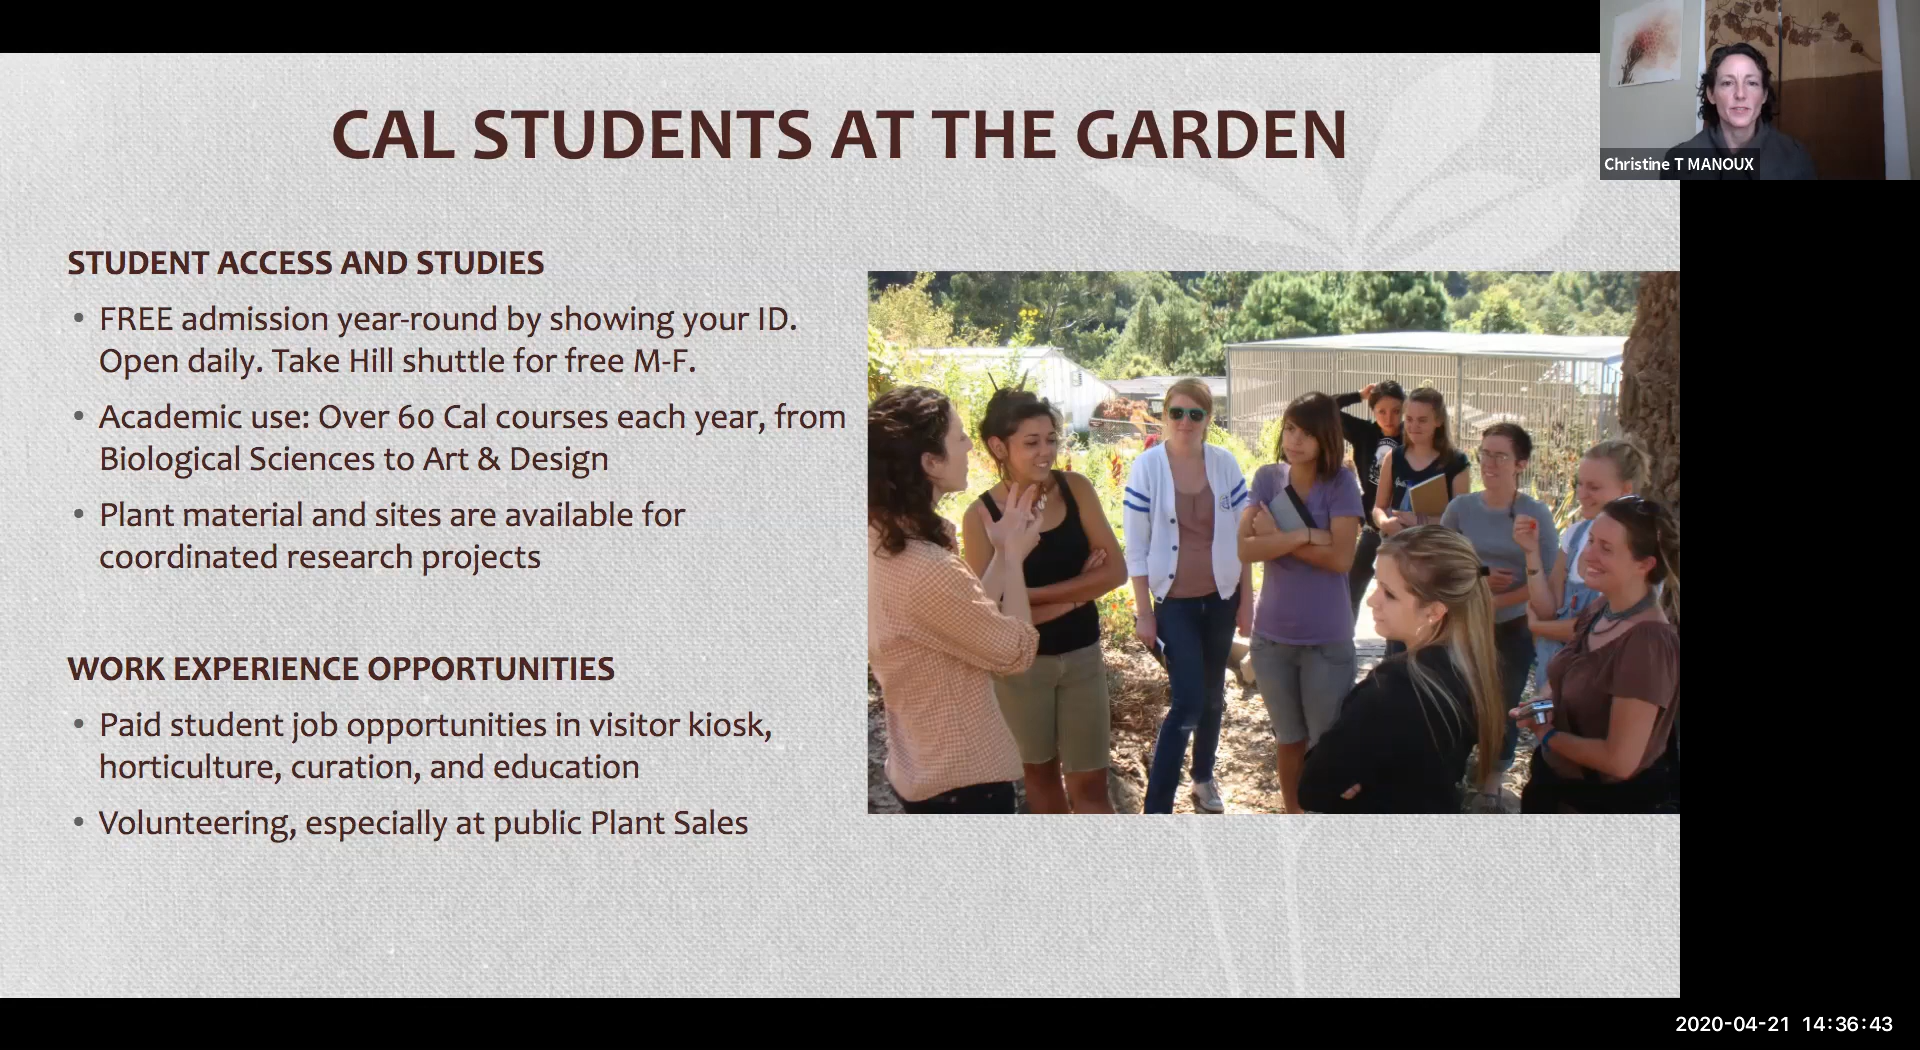 CAL STUDENTS AT THE GARDEN
Christine T MANOUX
STUDENT ACCESS AND STUDIES
• FREE admission year-round by showing your ID.
Open daily. Take Hill shuttle for free M-F.
• Academic use: Over 60 Cal courses each year, from
Biological Sciences to Art & Design
• Plant material and sites are available for
coordinated research projects
WORK EXPERIENCE OPPORTUNITIES
• Paid student job opportunities in visitor kiosk,
horticulture, curation, and education
• Volunteering, especially at public Plant Sales
2020-04-21 14:36:43